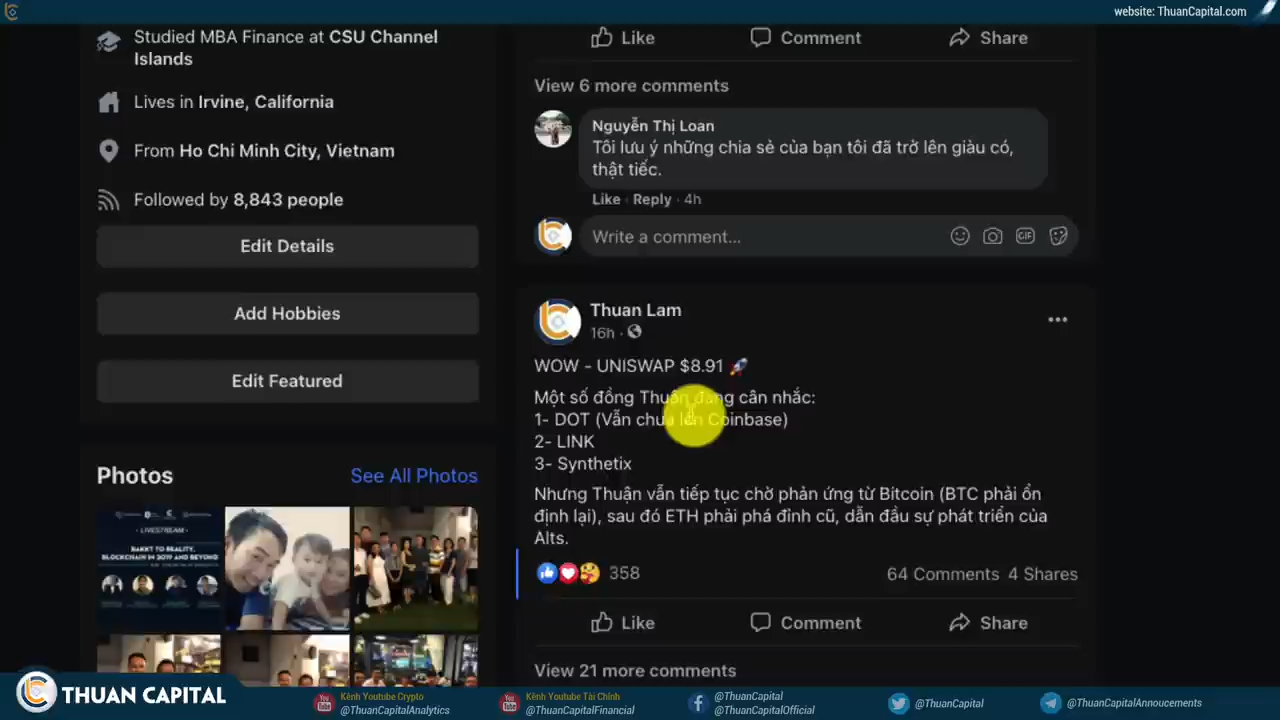 website: ThuanCapital.com
Studied MBA Finance at CSU Channel
Islands
Lives in Irvine, California
From Ho Chi Minh City, Vietnam
Followed by 8,843 people
Edit Details
Add Hobbies
Edit Featured
Photos
See All Photos
LIVESTREAM
BAKKT TO REALITY,
BLOCKCHAIN IN 2019 AND BEYOND
Like
Comment
Share
View 6 more comments
Nguyễn Thị Loan
Tôi lưu ý những chia sẻ của bạn tôi đã trở lên giàu có,
thật tiếc.
Like · Reply · 4h
Write a comment...
GIF
Thuan Lam
16h ·
WOW - UNISWAP $8.91 🚀
Một số đồng Thuận đang cân nhắc:
1- DOT (Vẫn chưa lên Coinbase)
2- LINK
3- Synthetix
Nhưng Thuận vẫn tiếp tục chờ phản ứng từ Bitcoin (BTC phải ổn
định lại), sau đó ETH phải phá đỉnh cũ, dẫn đầu sự phát triển của
Alts.
358
64 Comments 4 Shares
Like
Comment
Share
View 21 more comments
THUAN CAPITAL
Kênh Youtube Crypto
@ThuanCapitalAnalytics
Kênh Youtube Tài Chính
@ThuanCapitalFinancial
@ThuanCapital
@ThuanCapitalOfficial
@ThuanCapital
@ThuanCapitalAnnoucements